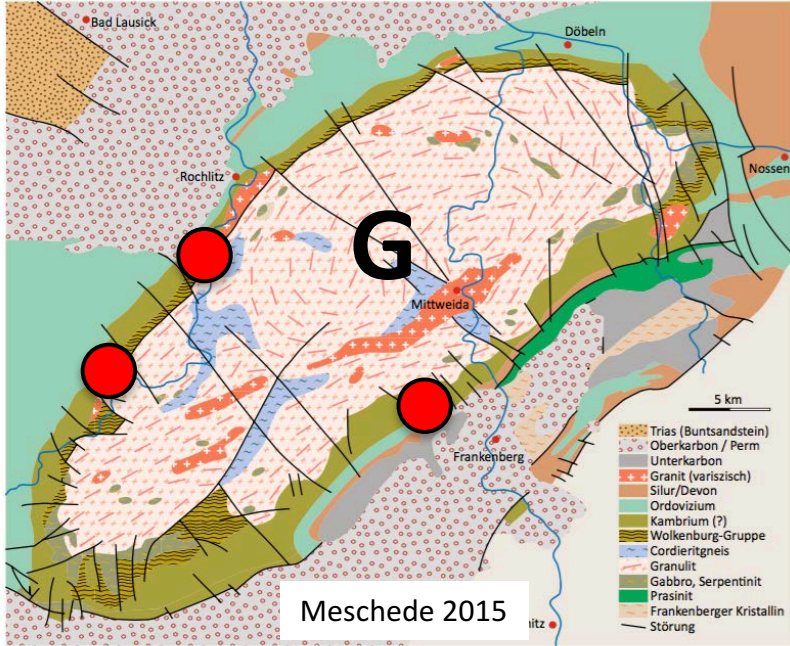 Bad Lausick
Döbeln
Rochlitz
Nossen
G
Mittweida
5 km
Frankenberg
Trias (Buntsandstein)
Oberkarbon / Perm
Unterkarbon
Granit (variszisch)
Silur/Devon
Ordovizium
Kambrium (?)
Wolkenburg-Gruppe
Cordieritgneis
Granulit
Gabbro, Serpentinit
Prasinit
Frankenberger Kristallin
Störung
Meschede 2015